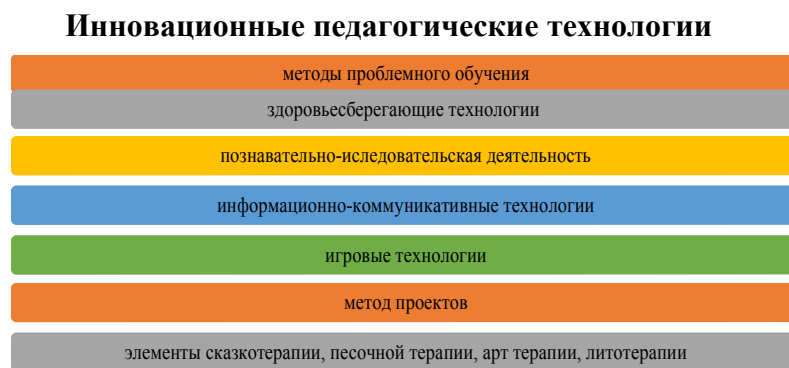 Инновационные педагогические технологии
методы проблемного обучения
здоровьесберегающие технологии
познавательно-иследовательская деятельность
информационно-коммуникативные технологии
игровые технологии
метод проектов
элементы сказкотерапии, песочной терапии, арт терапии, литотерапии